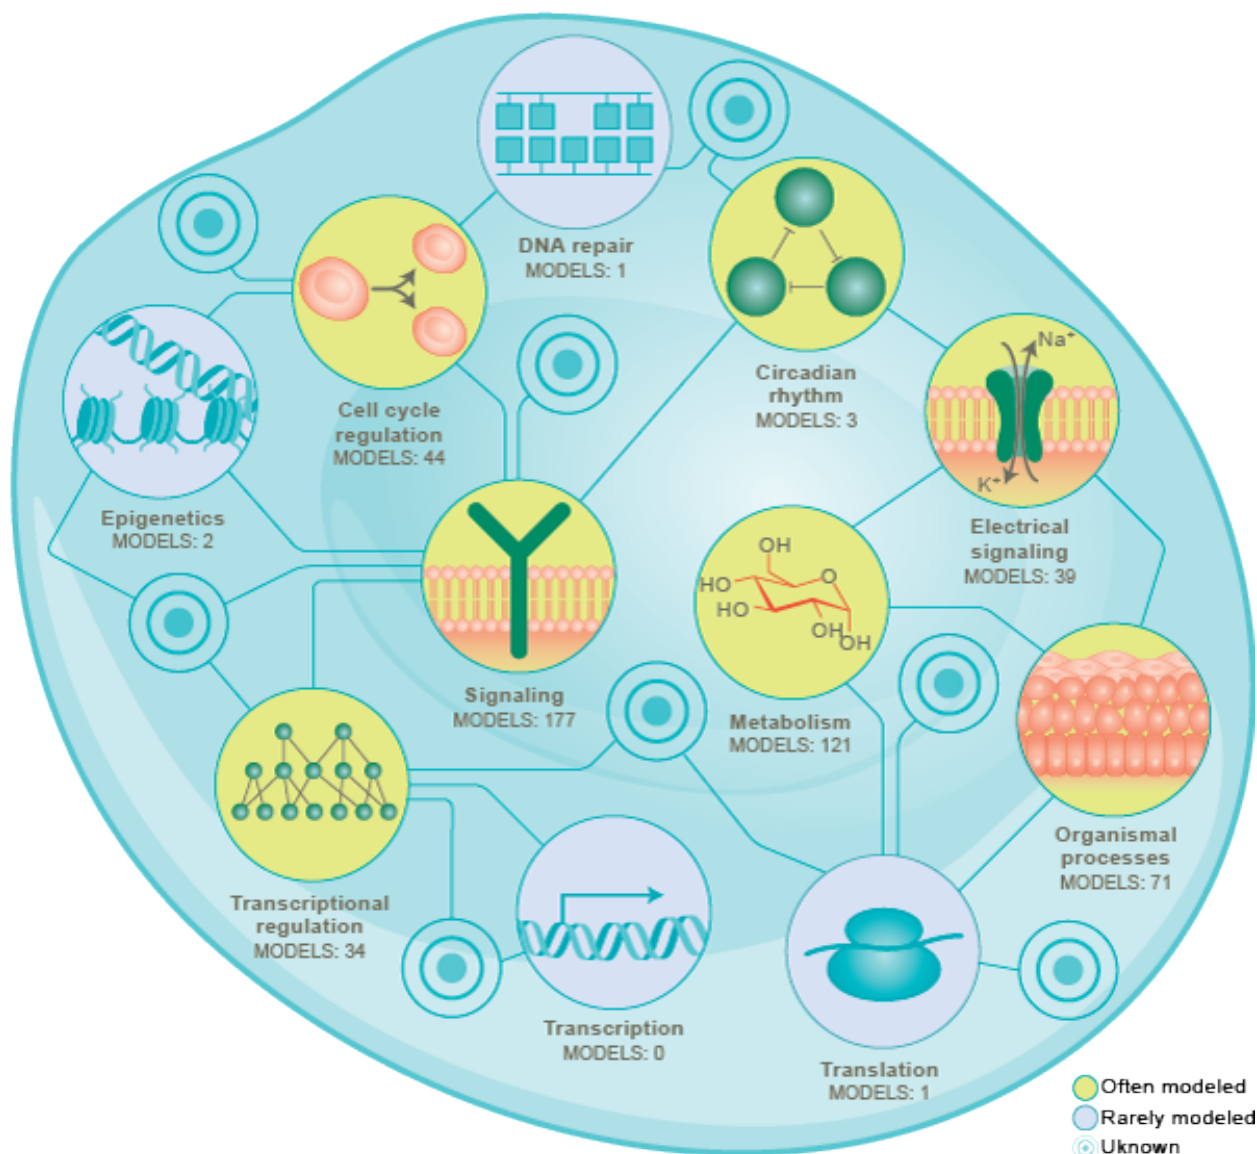 DNA repair
MODELS: 1
Cell cycle
regulation
MODELS: 44
Circadian
rhythm
MODELS: 3
Na⁺
K⁺
Electrical
signaling
MODELS: 39
Epigenetics
MODELS: 2
Signaling
MODELS: 177
OH
HO
O
HO
OH
OH
Metabolism
MODELS: 121
Organismal
processes
MODELS: 71
Transcriptional
regulation
MODELS: 34
Transcription
MODELS: 0
Translation
MODELS: 1
Often modeled
Rarely modeled
Uknown